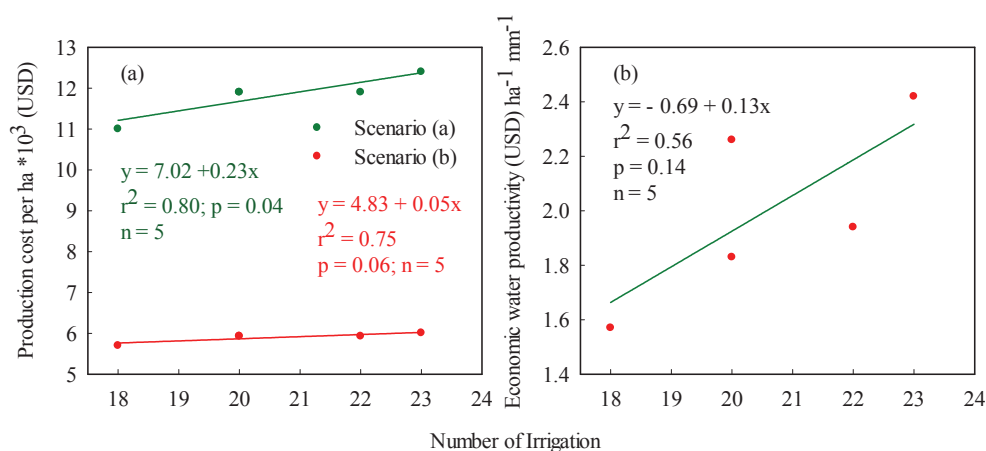 Production cost per ha *10³ (USD)
13
12
11
10
9
8
7
6
5
(a)
Scenario (a)
Scenario (b)
y = 7.02 +0.23x
r² = 0.80; p = 0.04
n = 5
y = 4.83 + 0.05x
r² = 0.75
p = 0.06; n = 5
18 19 20 21 22 23 24
Economic water productivity (USD) ha⁻¹ mm⁻¹
2.6
2.4
2.2
2.0
1.8
1.6
1.4
(b)
y = - 0.69 + 0.13x
r² = 0.56
p = 0.14
n = 5
18 19 20 21 22 23 24
Number of Irrigation